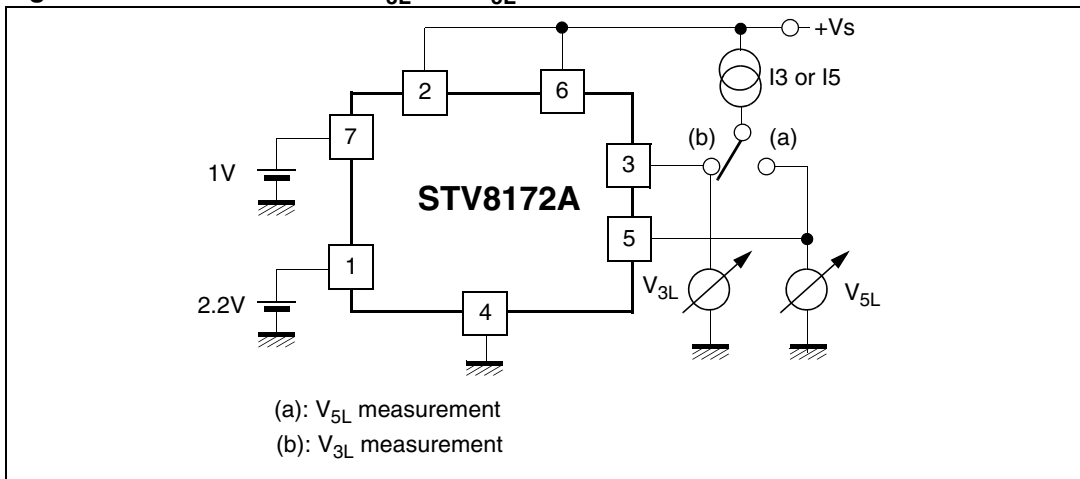 +Vs
I3 or I5
2
6
7
(b)
(a)
1V
3
STV8172A
5
1
V3L
V5L
2.2V
4
(a): V5L measurement
(b): V3L measurement